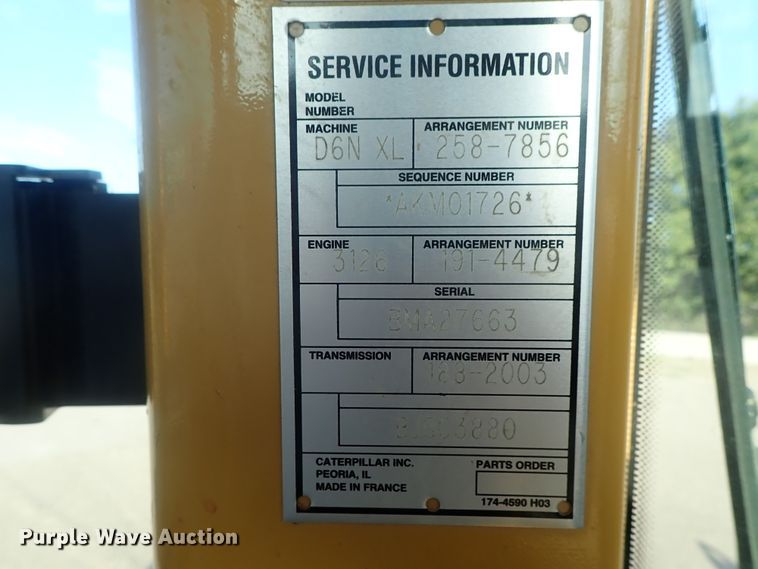 SERVICE INFORMATION
MODEL
NUMBER
MACHINE
ARRANGEMENT NUMBER
D6N XL
258-7856
SEQUENCE NUMBER
*AKM01726*
ENGINE
ARRANGEMENT NUMBER
3126
191-4479
SERIAL
BMA27663
TRANSMISSION
ARRANGEMENT NUMBER
183-2003
CATERPILLAR INC.
PEORIA, IL
MADE IN FRANCE
PARTS ORDER
174-4590 H03
Purple Wave Auction